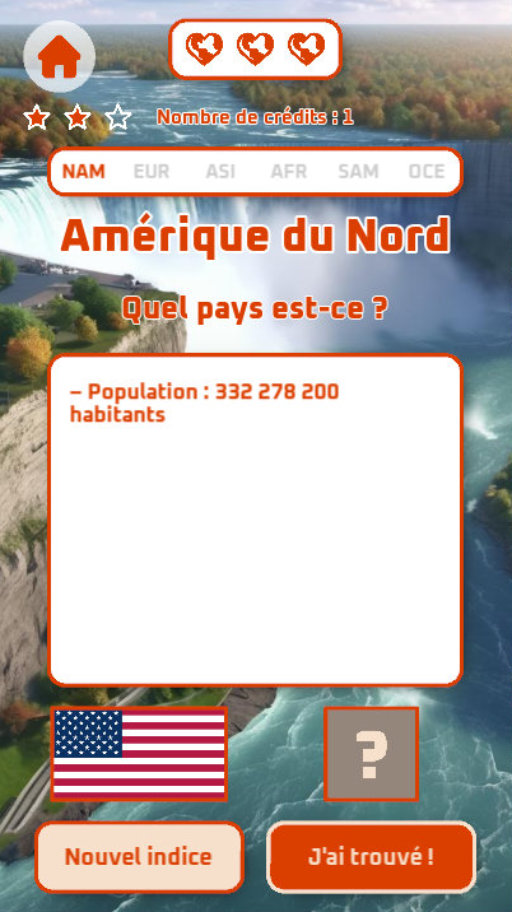 Nombre de crédits : 1
NAM EUR ASI AFR SAM OCE
Amérique du Nord
Quel pays est-ce ?
– Population : 332 278 200
habitants
?
Nouvel indice
J'ai trouvé !